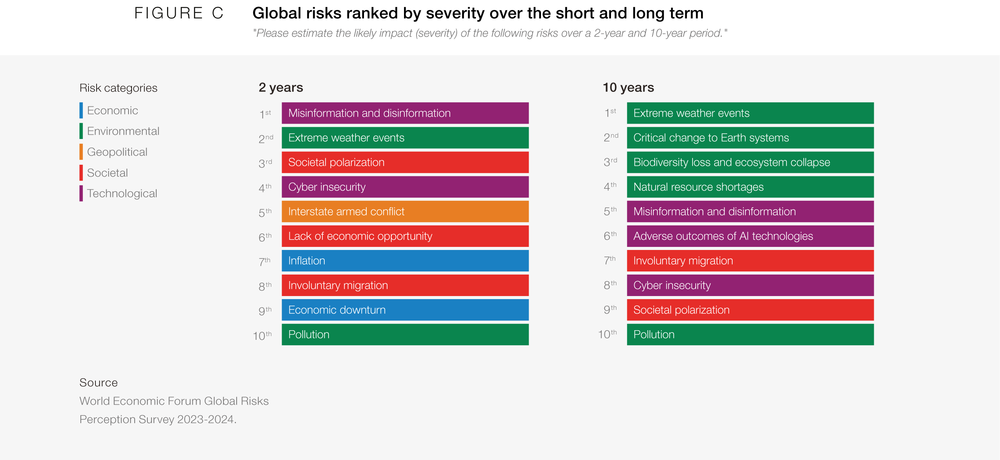 FIGURE C
Global risks ranked by severity over the short and long term
"Please estimate the likely impact (severity) of the following risks over a 2-year and 10-year period."
Risk categories
Economic
Environmental
Geopolitical
Societal
Technological
2 years
1st Misinformation and disinformation
2nd Extreme weather events
3rd Societal polarization
4th Cyber insecurity
5th Interstate armed conflict
6th Lack of economic opportunity
7th Inflation
8th Involuntary migration
9th Economic downturn
10th Pollution
10 years
1st Extreme weather events
2nd Critical change to Earth systems
3rd Biodiversity loss and ecosystem collapse
4th Natural resource shortages
5th Misinformation and disinformation
6th Adverse outcomes of AI technologies
7th Involuntary migration
8th Cyber insecurity
9th Societal polarization
10th Pollution
Source
World Economic Forum Global Risks
Perception Survey 2023-2024.